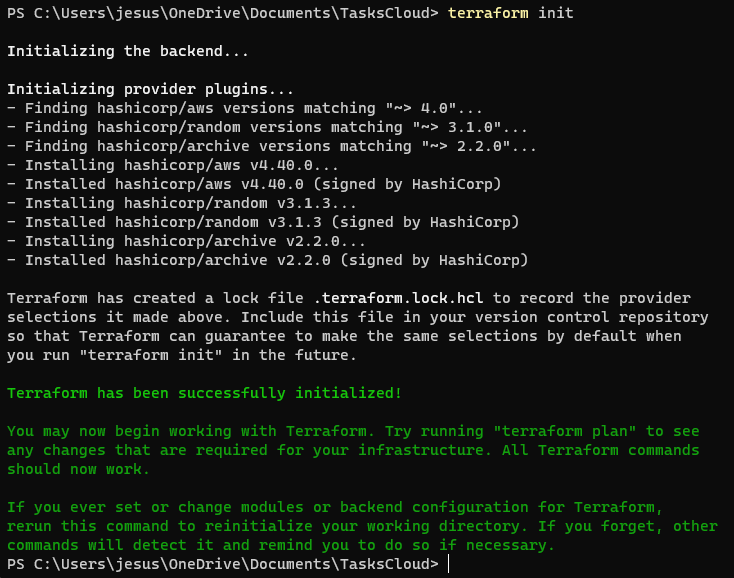 PS C:\Users\jesus\OneDrive\Documents\TasksCloud> terraform init
Initializing the backend...
Initializing provider plugins...
- Finding hashicorp/aws versions matching "~> 4.0"...
- Finding hashicorp/random versions matching "~> 3.1.0"...
- Finding hashicorp/archive versions matching "~> 2.2.0"...
- Installing hashicorp/aws v4.40.0...
- Installed hashicorp/aws v4.40.0 (signed by HashiCorp)
- Installing hashicorp/random v3.1.3...
- Installed hashicorp/random v3.1.3 (signed by HashiCorp)
- Installing hashicorp/archive v2.2.0...
- Installed hashicorp/archive v2.2.0 (signed by HashiCorp)
Terraform has created a lock file .terraform.lock.hcl to record the provider
selections it made above. Include this file in your version control repository
so that Terraform can guarantee to make the same selections by default when
you run "terraform init" in the future.
Terraform has been successfully initialized!
You may now begin working with Terraform. Try running "terraform plan" to see
any changes that are required for your infrastructure. All Terraform commands
should now work.
If you ever set or change modules or backend configuration for Terraform,
rerun this command to reinitialize your working directory. If you forget, other
commands will detect it and remind you to do so if necessary.
PS C:\Users\jesus\OneDrive\Documents\TasksCloud>